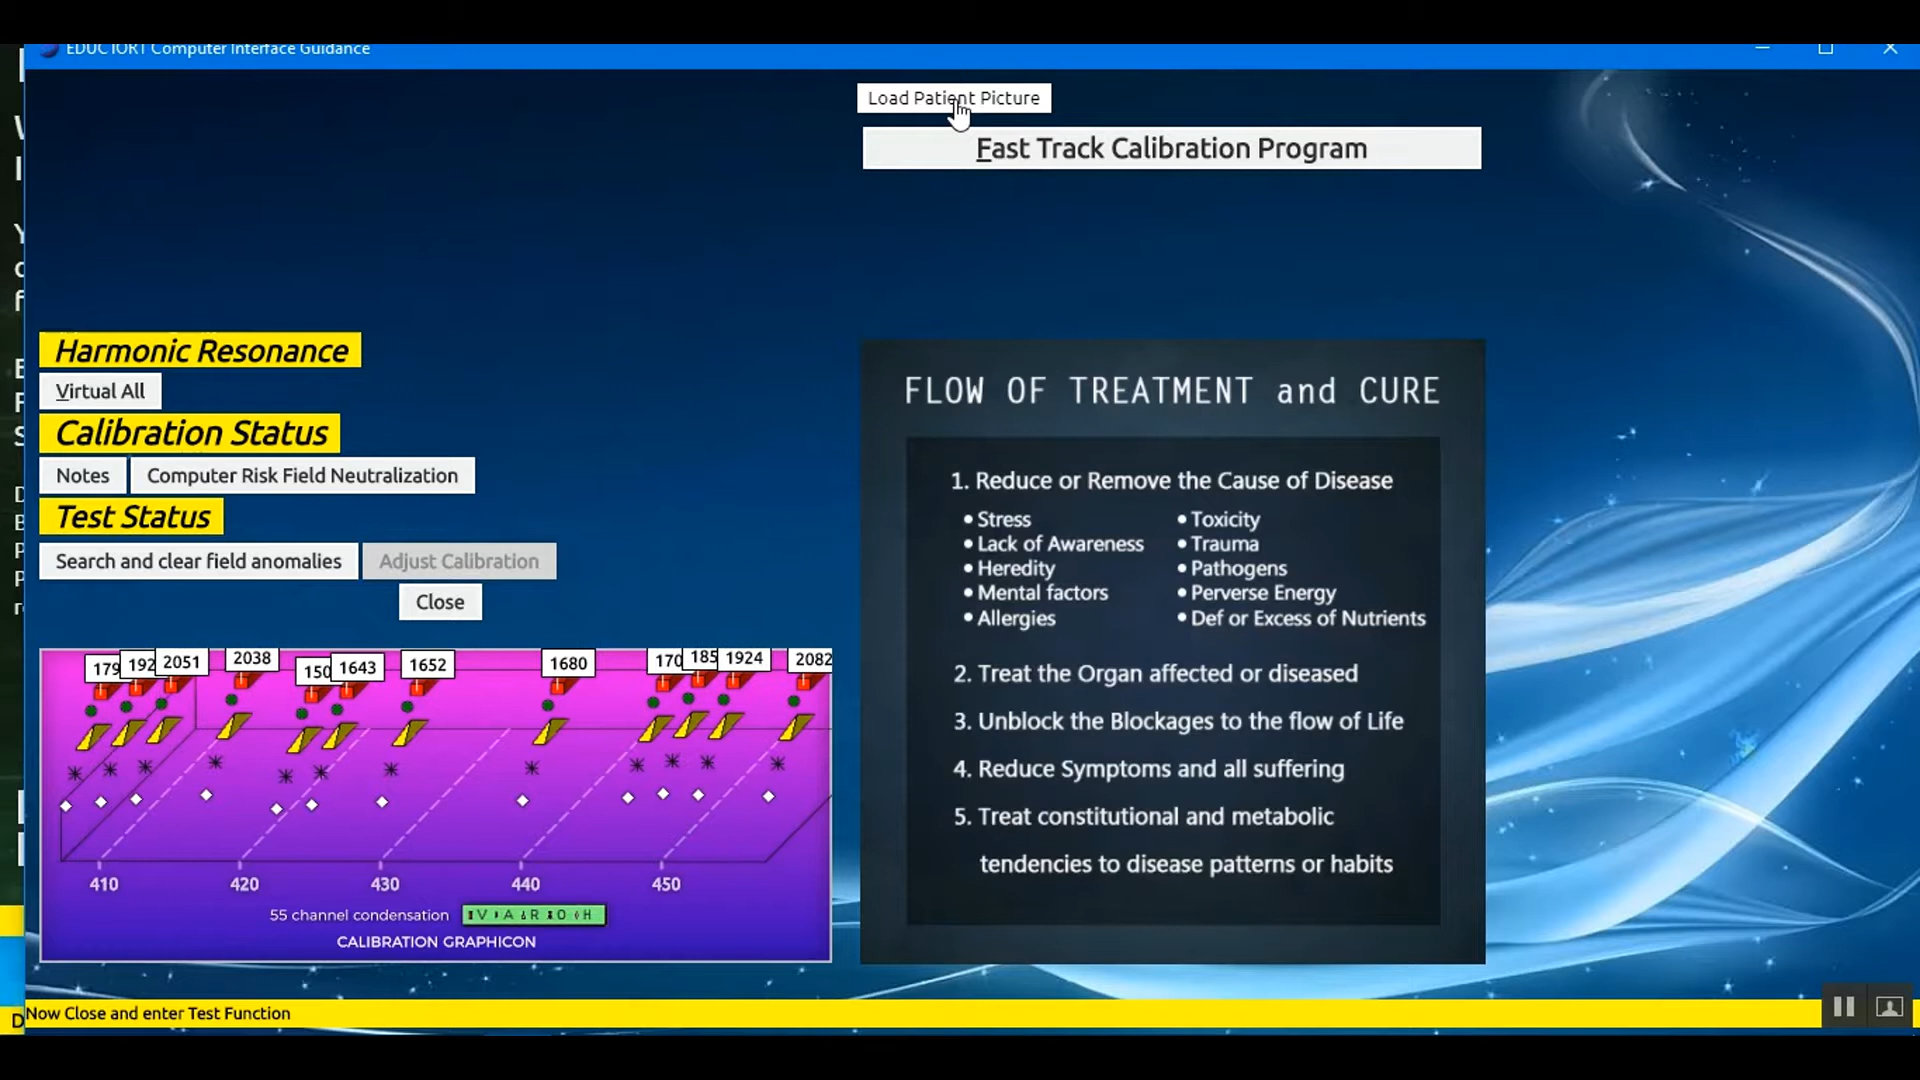 EDUCTORT Computer Interface Guidance
Load Patient Picture
Fast Track Calibration Program
Harmonic Resonance
Virtual All
Calibration Status
Notes
Computer Risk Field Neutralization
Test Status
Search and clear field anomalies
Adjust Calibration
Close
179 192 2051 2038 150 1643 1652 1680 170 185 1924 2082
410 420 430 440 450
55 channel condensation
CALIBRATION GRAPHICON
FLOW OF TREATMENT and CURE
1. Reduce or Remove the Cause of Disease
• Stress
• Lack of Awareness
• Heredity
• Mental factors
• Allergies
• Toxicity
• Trauma
• Pathogens
• Perverse Energy
• Def or Excess of Nutrients
2. Treat the Organ affected or diseased
3. Unblock the Blockages to the flow of Life
4. Reduce Symptoms and all suffering
5. Treat constitutional and metabolic
tendencies to disease patterns or habits
Now Close and enter Test Function